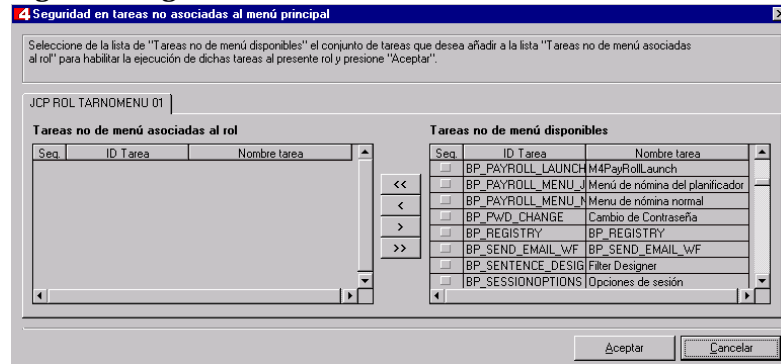 4 Seguridad en tareas no asociadas al menú principal
Seleccione de la lista de "Tareas no de menú disponibles" el conjunto de tareas que desea añadir a la lista "Tareas no de menú asociadas
al rol" para habilitar la ejecución de dichas tareas al presente rol y presione "Aceptar".
JCP ROL TARNOMENU 01
Tareas no de menú asociadas al rol
Tareas no de menú disponibles
Seq. ID Tarea Nombre tarea
Seq. ID Tarea Nombre tarea
BP_PAYROLL_LAUNCH M4PayRollLaunch
<< BP_PAYROLL_MENU_J Menú de nómina del planificador
< BP_PAYROLL_MENU_N Menu de nómina normal
BP_PWD_CHANGE Cambio de Contraseña
> BP_REGISTRY BP_REGISTRY
>> BP_SEND_EMAIL_WF BP_SEND_EMAIL_WF
BP_SENTENCE_DESIG Filter Designer
BP_SESSIONOPTIONS Opciones de sesión
Aceptar Cancelar